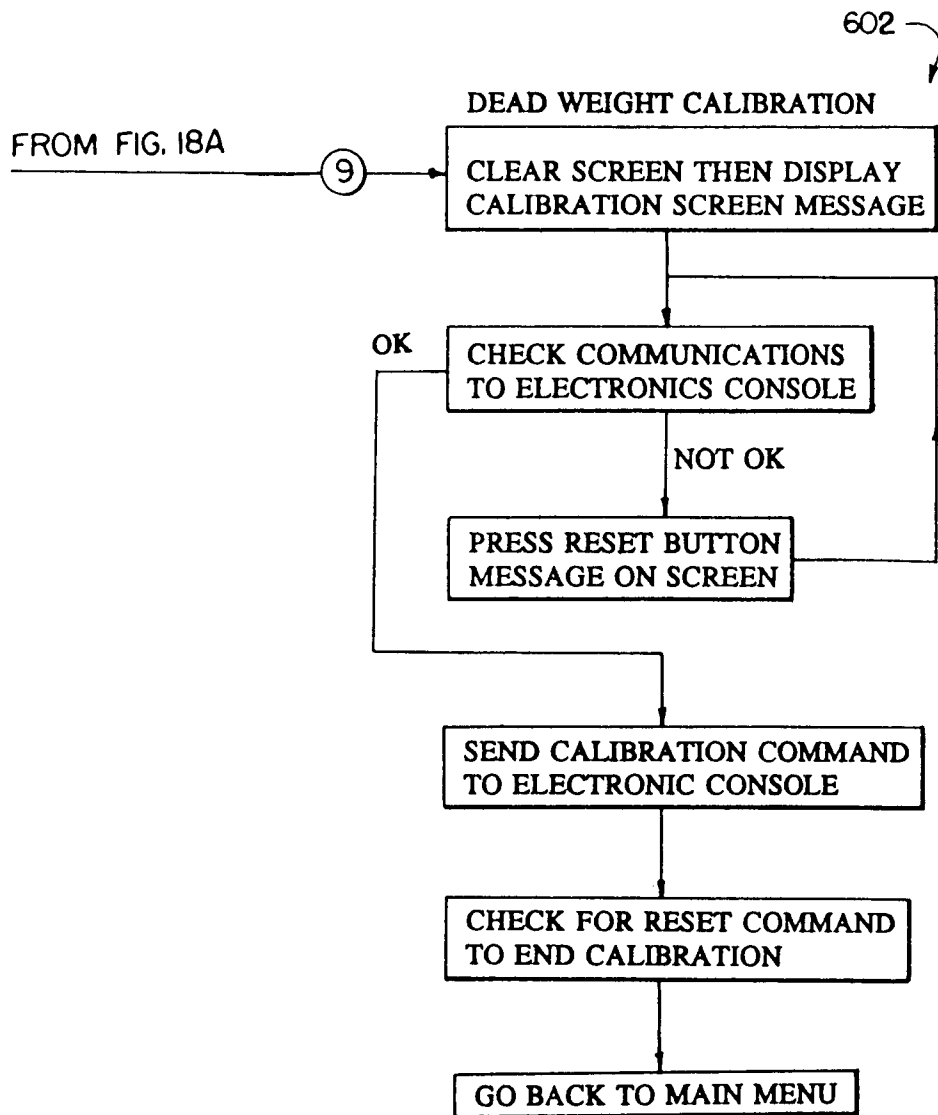 602
DEAD WEIGHT CALIBRATION
FROM FIG. 18A
9
CLEAR SCREEN THEN DISPLAY
CALIBRATION SCREEN MESSAGE
OK
CHECK COMMUNICATIONS
TO ELECTRONICS CONSOLE
NOT OK
PRESS RESET BUTTON
MESSAGE ON SCREEN
SEND CALIBRATION COMMAND
TO ELECTRONIC CONSOLE
CHECK FOR RESET COMMAND
TO END CALIBRATION
GO BACK TO MAIN MENU